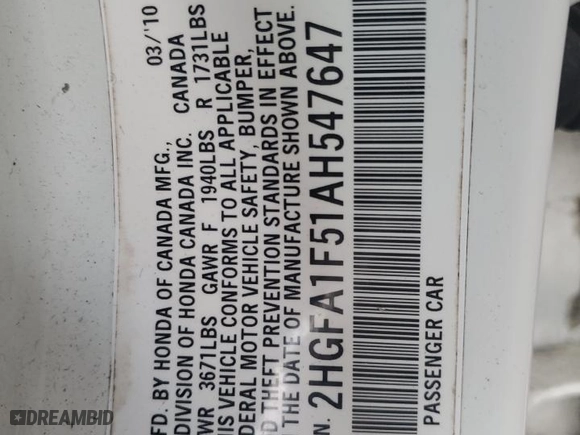 FD. BY HONDA OF CANADA MFG., 03/'10
DIVISION OF HONDA CANADA INC. CANADA
WR 3671LBS GAWR F 1940LBS R 1731LBS
IS VEHICLE CONFORMS TO ALL APPLICABLE
DERAL MOTOR VEHICLE SAFETY, BUMPER,
D THEFT PREVENTION STANDARDS IN EFFECT
THE DATE OF MANUFACTURE SHOWN ABOVE.
N. 2HGFA1F51AH547647
PASSENGER CAR
DREAMBID